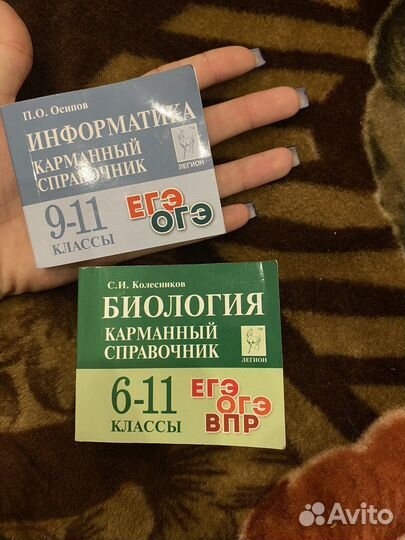 П.О. Осипов
ИНФОРМАТИКА
КАРМАННЫЙ
СПРАВОЧНИК
ЛЕГИОН
9-11
КЛАССЫ
ЕГЭ
ОГЭ
С.И. Колесников
БИОЛОГИЯ
КАРМАННЫЙ
СПРАВОЧНИК
ЛЕГИОН
6-11
КЛАССЫ
ЕГЭ
ОГЭ
ВПР
Avito